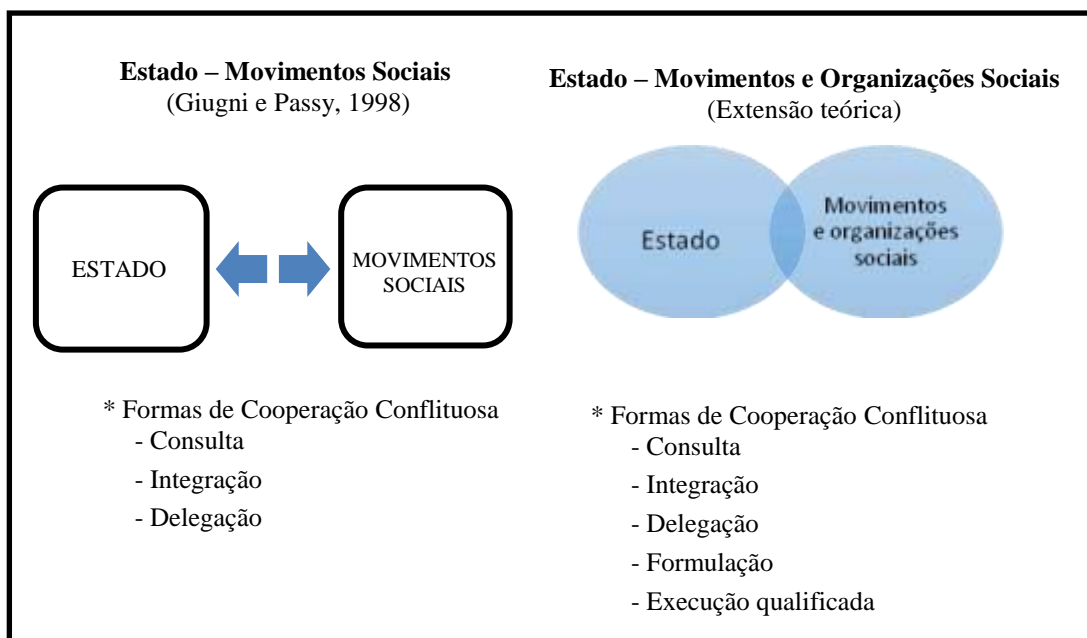 Estado – Movimentos Sociais
(Giugni e Passy, 1998)
ESTADO
MOVIMENTOS
SOCIAIS
* Formas de Cooperação Conflituosa
- Consulta
- Integração
- Delegação
Estado – Movimentos e Organizações Sociais
(Extensão teórica)
Estado
Movimentos
e organizações
sociais
* Formas de Cooperação Conflituosa
- Consulta
- Integração
- Delegação
- Formulação
- Execução qualificada